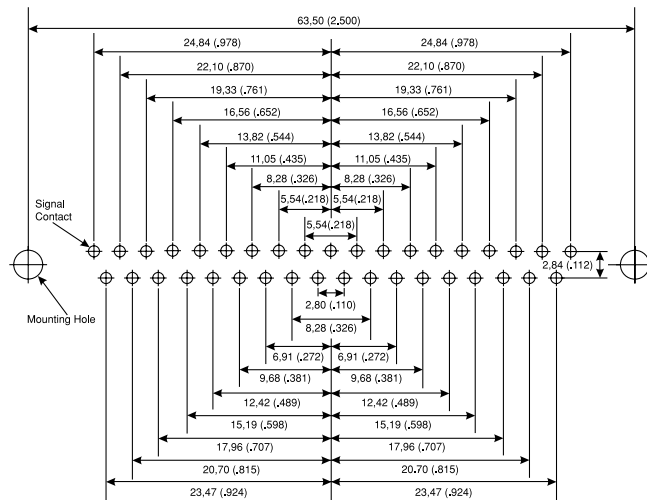 63,50 (2.500)
24,84 (.978) 24,84 (.978)
22,10 (.870) 22,10 (.870)
19,33 (.761) 19,33 (.761)
16,56 (.652) 16,56 (.652)
13,82 (.544) 13,82 (.544)
11,05 (.435) 11,05 (.435)
8,28 (.326) 8,28 (.326)
5,54(.218) 5,54(.218)
5,54(.218)
Signal
Contact
2,84 (.112)
Mounting Hole
2,80 (.110)
8,28 (.326)
6,91 (.272) 6,91 (.272)
9,68 (.381) 9,68 (.381)
12,42 (.489) 12,42 (.489)
15,19 (.598) 15,19 (.598)
17,96 (.707) 17,96 (.707)
20,70 (.815) 20.70 (.815)
23,47 (.924) 23,47 (.924)